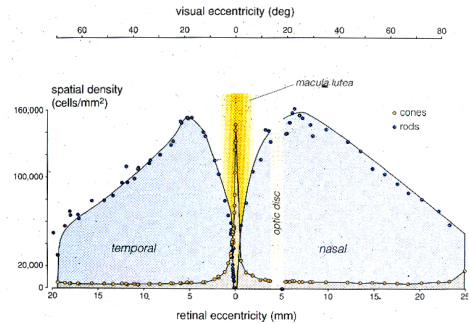 visual eccentricity (deg)
60 40 20 0 20 40 60 80
macula lutea
spatial density
(cells/mm²)
160,000
cones
rods
100,000
optic disc
temporal
nasal
20,000
0
20 15 10 5 0 5 10 15 20 25
retinal eccentricity (mm)